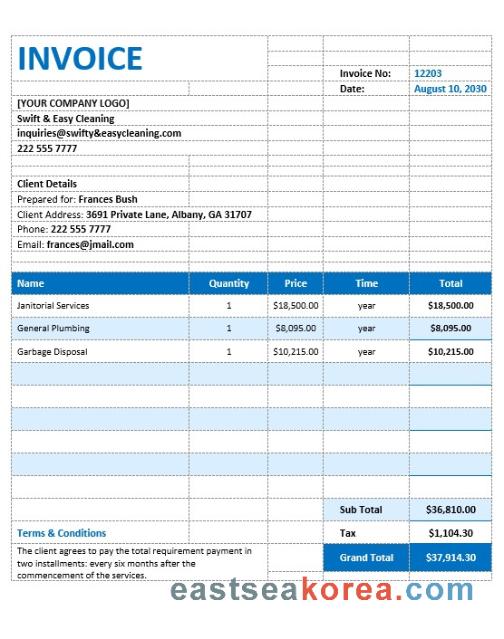 INVOICE
Invoice No: 12203
Date: August 10, 2030
[YOUR COMPANY LOGO]
Swift & Easy Cleaning
inquiries@swifty&easycleaning.com
222 555 7777
Client Details
Prepared for: Frances Bush
Client Address: 3691 Private Lane, Albany, GA 31707
Phone: 222 555 7777
Email: frances@jmail.com
Name Quantity Price Time Total
Janitorial Services 1 $18,500.00 year $18,500.00
General Plumbing 1 $8,095.00 year $8,095.00
Garbage Disposal 1 $10,215.00 year $10,215.00
Sub Total $36,810.00
Terms & Conditions Tax $1,104.30
The client agrees to pay the total requirement payment in
two installments: every six months after the
commencement of the services.
Grand Total $37,914.30
eastseakorea.com